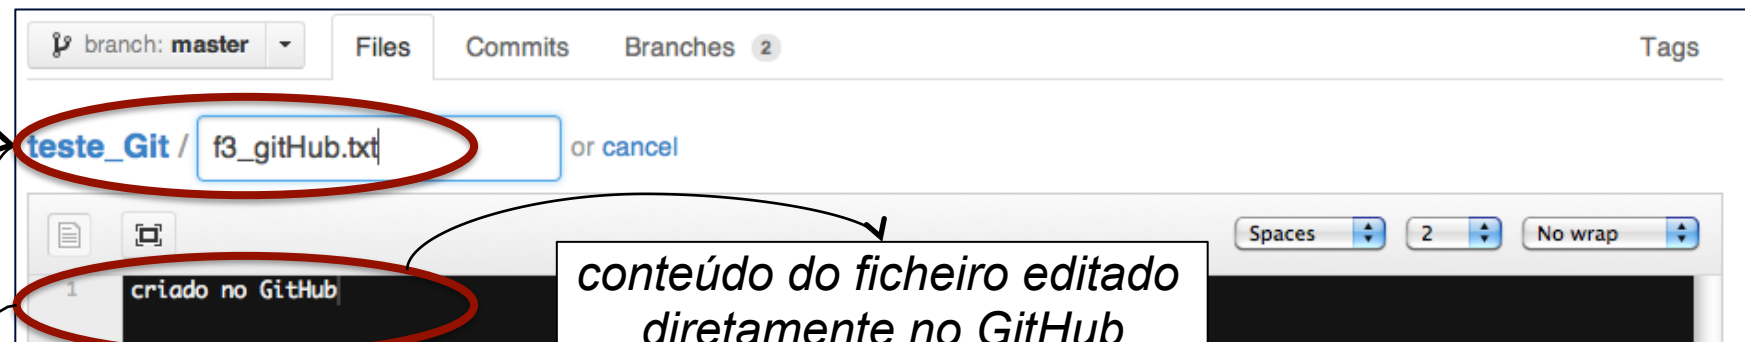 branch: master Files Commits Branches 2 Tags
teste_Git / f3_gitHub.txt or cancel
Spaces 2 No wrap
1 criado no GitHub
conteúdo do ficheiro editado
diretamente no GitHub